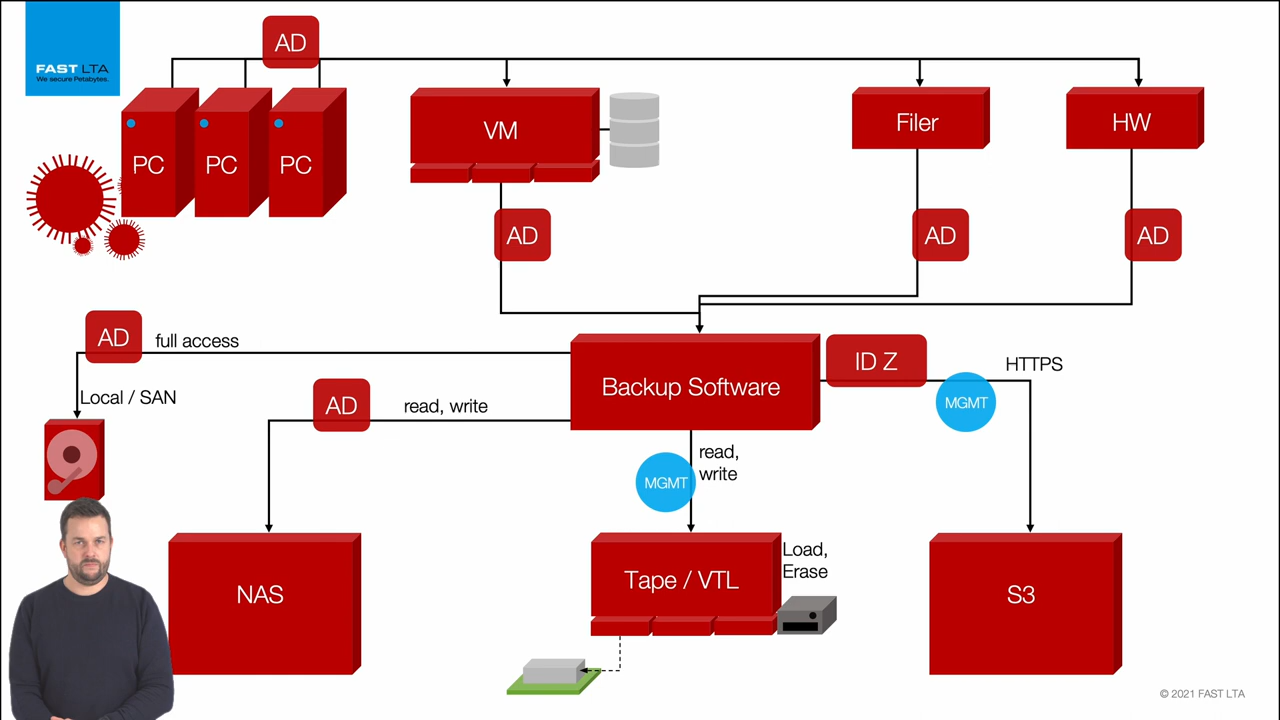 FAST LTA
We secure Petabytes.
AD
PC
PC
PC
VM
Filer
HW
AD
AD
AD
AD
full access
Local / SAN
AD
read, write
Backup Software
ID Z
HTTPS
MGMT
read,
write
MGMT
NAS
Tape / VTL
Load,
Erase
S3
© 2021 FAST LTA